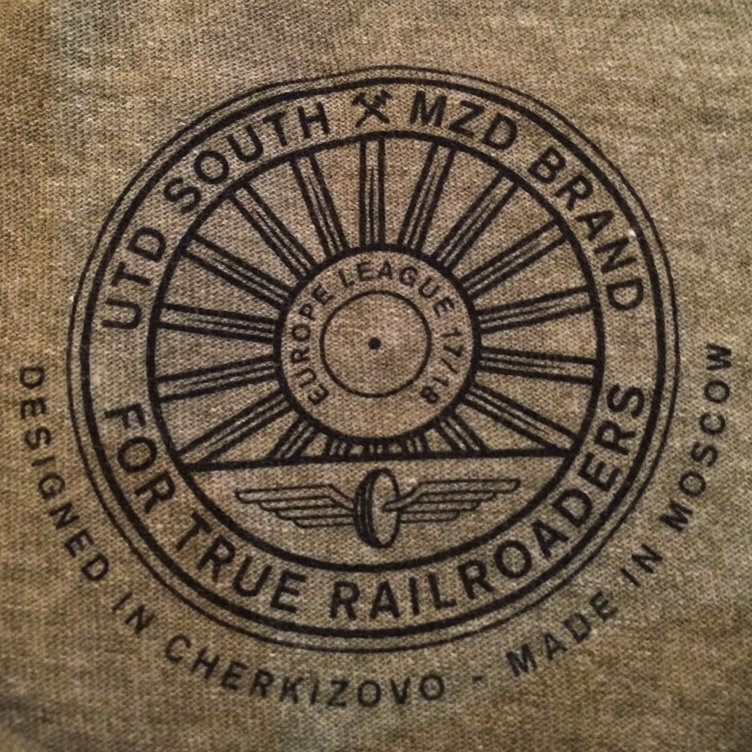 UTD SOUTH MZD BRAND
FOR TRUE RAILROADERS
EUROPE LEAGUE 17/18
DESIGNED IN CHERKIZOVO - MADE IN MOSCOW